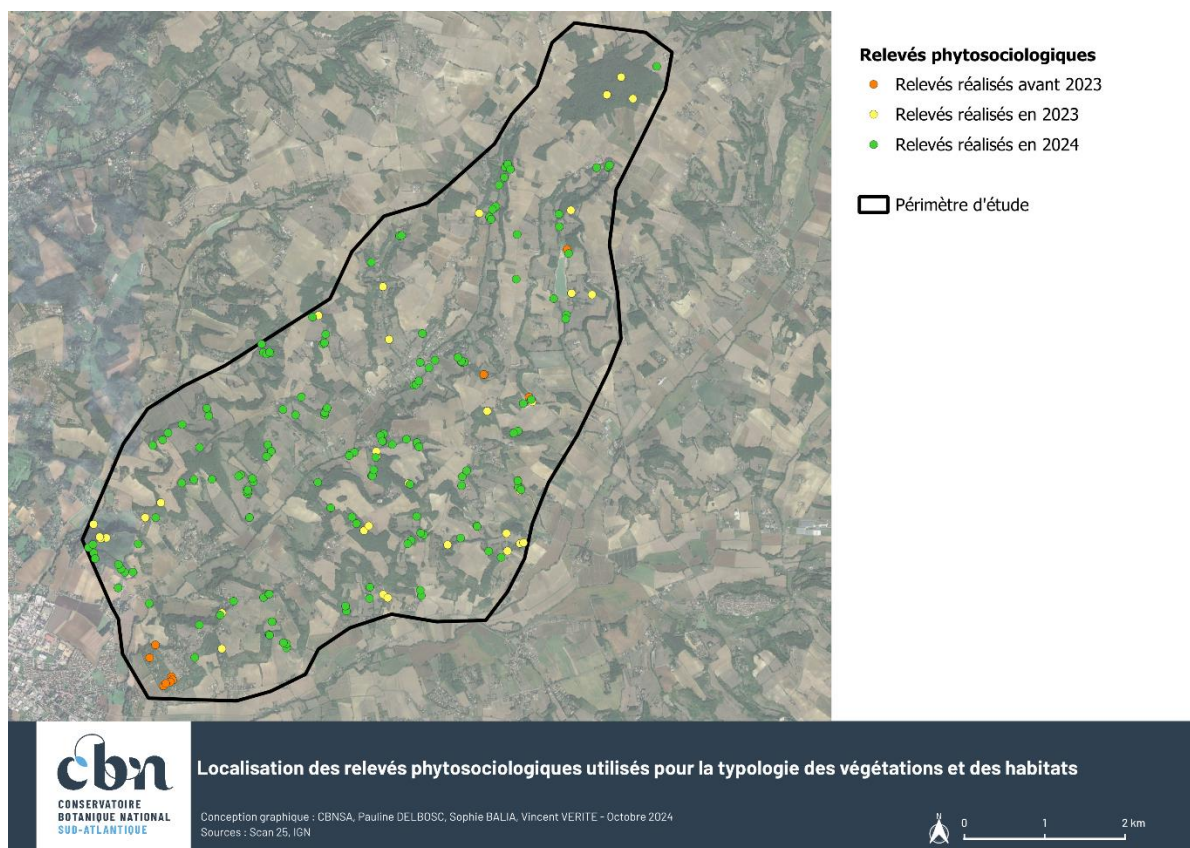 Relevés phytosociologiques
Relevés réalisés avant 2023
Relevés réalisés en 2023
Relevés réalisés en 2024
Périmètre d'étude
cbn
CONSERVATOIRE
BOTANIQUE NATIONAL
SUD-ATLANTIQUE
Localisation des relevés phytosociologiques utilisés pour la typologie des végétations et des habitats
Conception graphique : CBNSA, Pauline DELBOSC, Sophie BALIA, Vincent VERITE - Octobre 2024
Sources : Scan 25, IGN
N
0 1 2 km